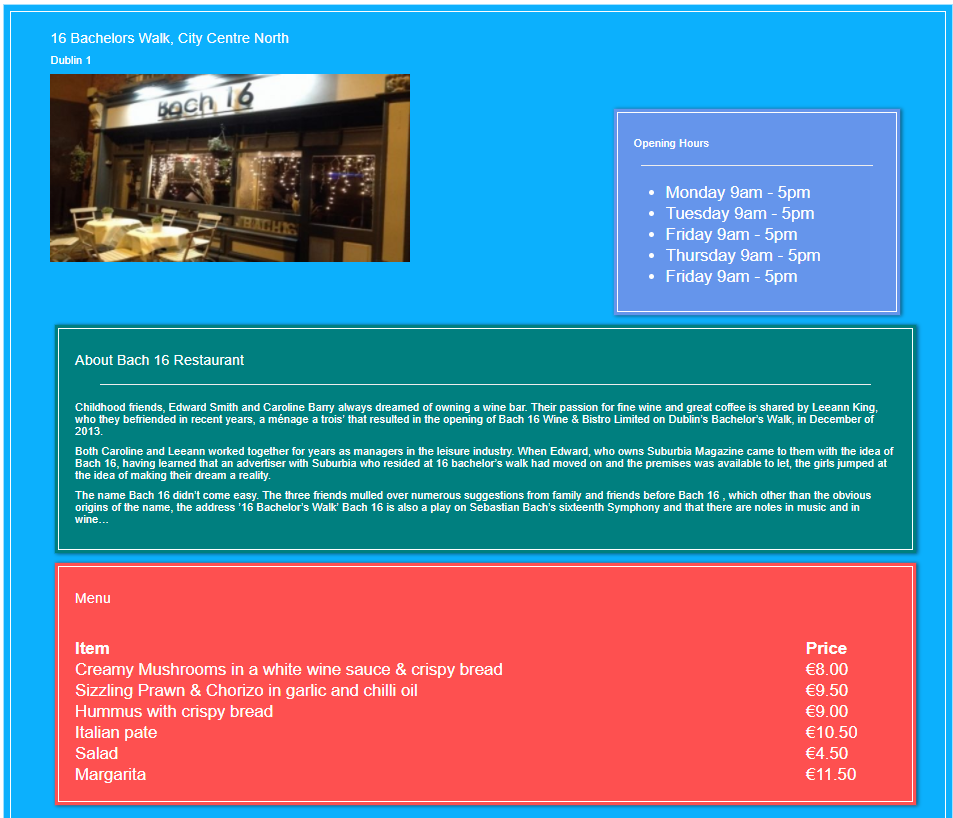 16 Bachelors Walk, City Centre North
Dublin 1
Bach 16
BACH16
Opening Hours
Monday 9am - 5pm
Tuesday 9am - 5pm
Friday 9am - 5pm
Thursday 9am - 5pm
Friday 9am - 5pm
About Bach 16 Restaurant
Childhood friends, Edward Smith and Caroline Barry always dreamed of owning a wine bar. Their passion for fine wine and great coffee is shared by Leeann King,
who they befriended in recent years, a ménage a trois’ that resulted in the opening of Bach 16 Wine & Bistro Limited on Dublin’s Bachelor’s Walk, in December of
2013.
Both Caroline and Leeann worked together for years as managers in the leisure industry. When Edward, who owns Suburbia Magazine came to them with the idea of
Bach 16, having learned that an advertiser with Suburbia who resided at 16 bachelor’s walk had moved on and the premises was available to let, the girls jumped at
the idea of making their dream a reality.
The name Bach 16 didn’t come easy. The three friends mulled over numerous suggestions from family and friends before Bach 16 , which other than the obvious
origins of the name, the address ’16 Bachelor’s Walk’ Bach 16 is also a play on Sebastian Bach’s sixteenth Symphony and that there are notes in music and in
wine…
Menu
Item Price
Creamy Mushrooms in a white wine sauce & crispy bread €8.00
Sizzling Prawn & Chorizo in garlic and chilli oil €9.50
Hummus with crispy bread €9.00
Italian pate €10.50
Salad €4.50
Margarita €11.50